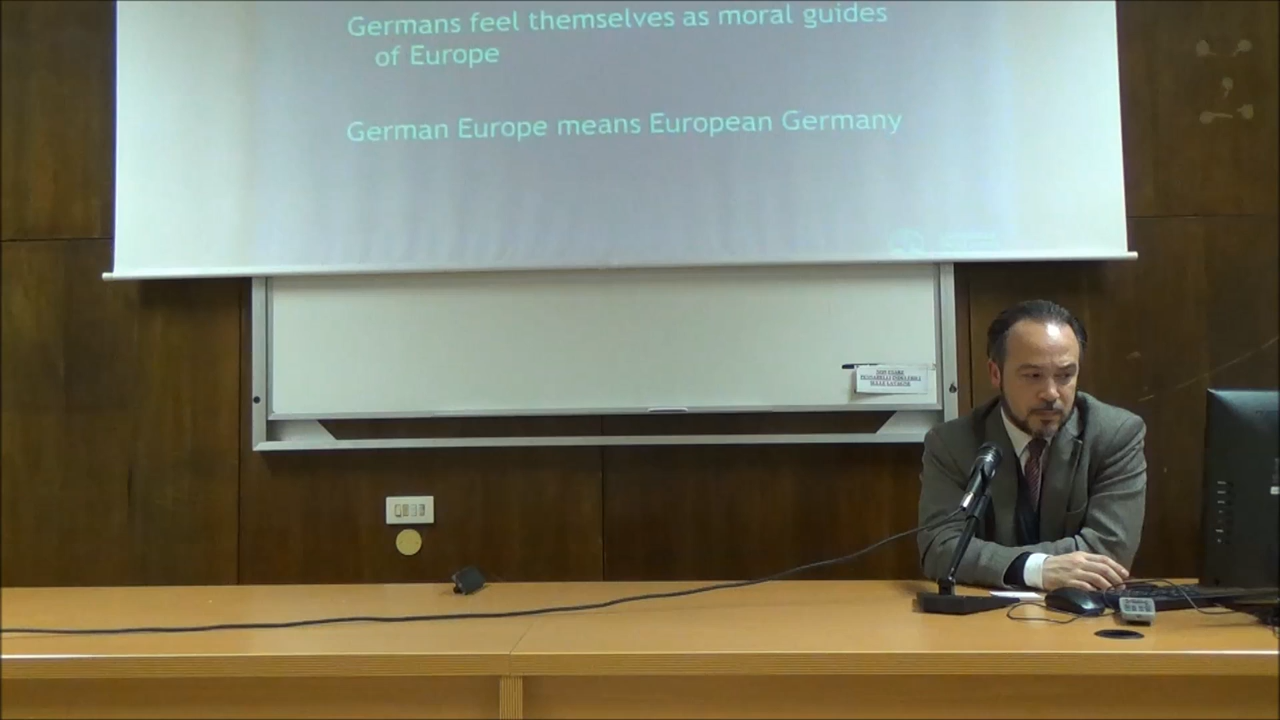 Germans feel themselves as moral guides
of Europe
German Europe means European Germany